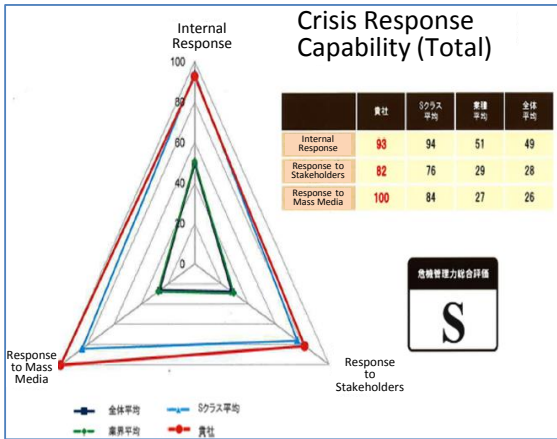 Crisis Response
Capability (Total)
Internal
Response
100
80
60
40
20
0
Response
to Mass
Media
Response
to
Stakeholders
貴社
Sクラス
平均
業種
平均
全体
平均
Internal
Response
93
94
51
49
Response to
Stakeholders
82
76
29
28
Response to
Mass Media
100
84
27
26
危機管理力総合評価
S
全体平均
Sクラス平均
業界平均
貴社